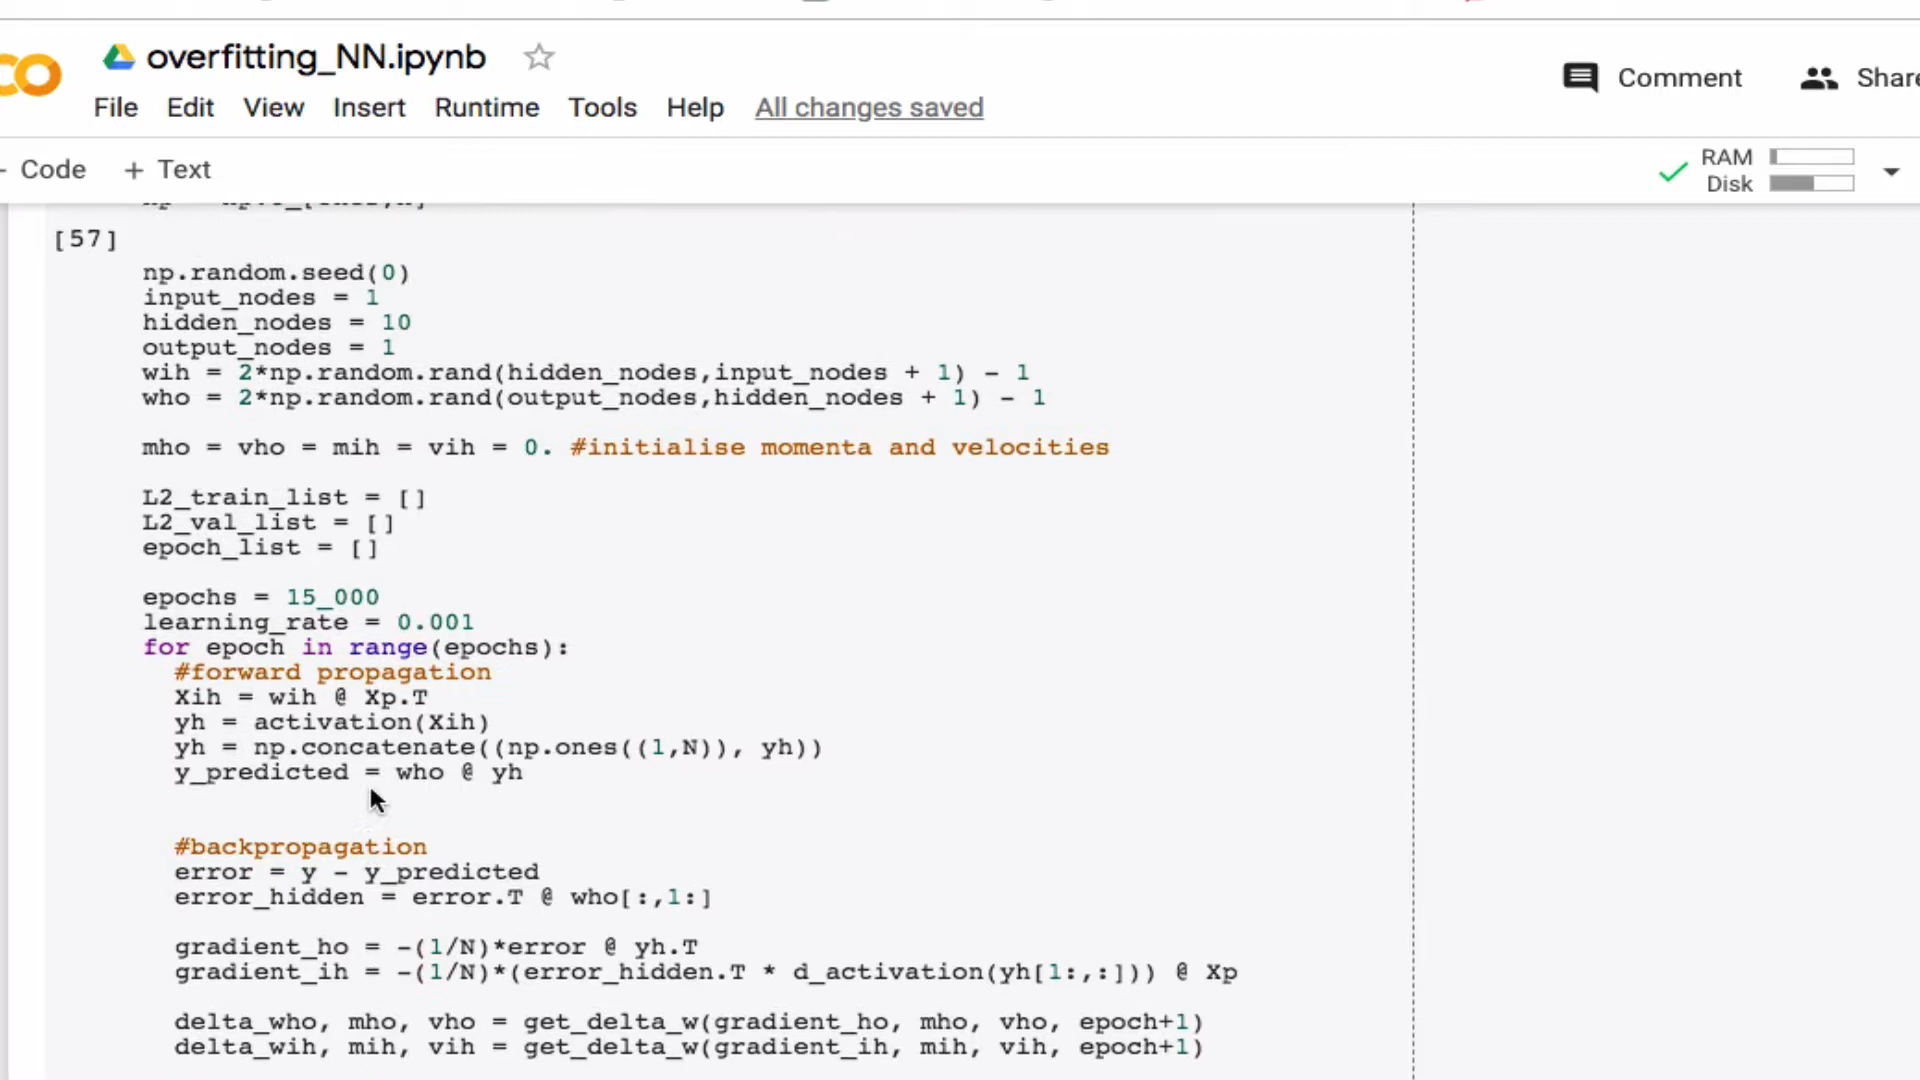 overfitting_NN.ipynb
Comment
Share
File Edit View Insert Runtime Tools Help All changes saved
Code + Text
RAM
Disk
[57]
np.random.seed(0)
input_nodes = 1
hidden_nodes = 10
output_nodes = 1
wih = 2*np.random.rand(hidden_nodes,input_nodes + 1) - 1
who = 2*np.random.rand(output_nodes,hidden_nodes + 1) - 1
mho = vho = mih = vih = 0. #initialise momenta and velocities
L2_train_list = []
L2_val_list = []
epoch_list = []
epochs = 15_000
learning_rate = 0.001
for epoch in range(epochs):
#forward propagation
Xih = wih @ Xp.T
yh = activation(Xih)
yh = np.concatenate((np.ones((1,N)), yh))
y_predicted = who @ yh
#backpropagation
error = y - y_predicted
error_hidden = error.T @ who[:,1:]
gradient_ho = -(1/N)*error @ yh.T
gradient_ih = -(1/N)*(error_hidden.T * d_activation(yh[1:,:])) @ Xp
delta_who, mho, vho = get_delta_w(gradient_ho, mho, vho, epoch+1)
delta_wih, mih, vih = get_delta_w(gradient_ih, mih, vih, epoch+1)